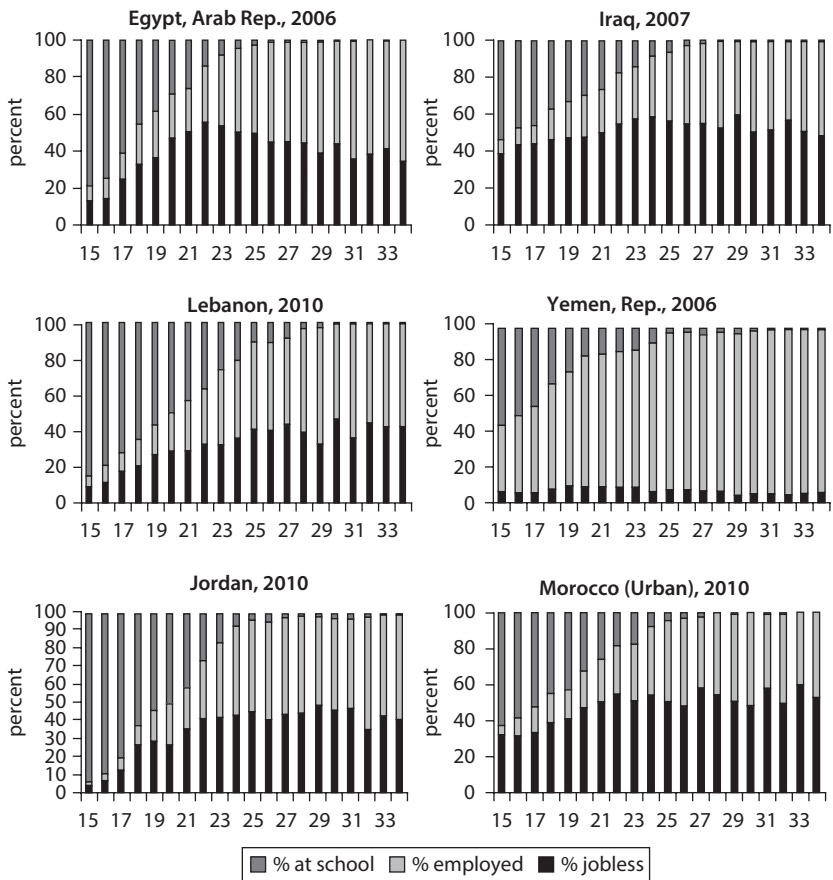 Egypt, Arab Rep., 2006
percent
100
80
60
40
20
0
15 17 19 21 23 25 27 29 31 33
Iraq, 2007
percent
100
80
60
40
20
0
15 17 19 21 23 25 27 29 31 33
Lebanon, 2010
percent
100
80
60
40
20
0
15 17 19 21 23 25 27 29 31 33
Yemen, Rep., 2006
percent
100
80
60
40
20
0
15 17 19 21 23 25 27 29 31 33
Jordan, 2010
percent
100
90
80
70
60
50
40
30
20
10
0
15 17 19 21 23 25 27 29 31 33
Morocco (Urban), 2010
percent
100
80
60
40
20
0
15 17 19 21 23 25 27 29 31 33
% at school % employed % jobless